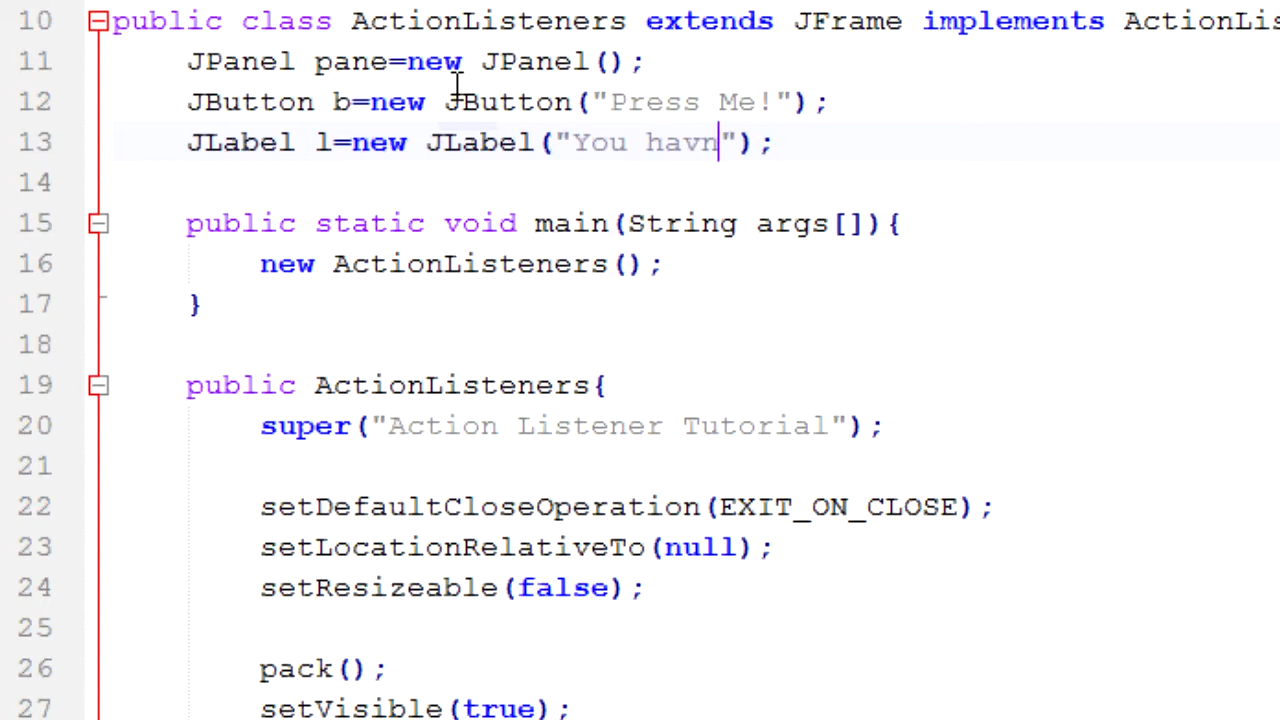 10 public class ActionListeners extends JFrame implements ActionLis
11 JPanel pane=new JPanel();
12 JButton b=new JButton("Press Me!");
13 JLabel l=new JLabel("You havn");
14
15 public static void main(String args[]){
16 new ActionListeners();
17 }
18
19 public ActionListeners{
20 super("Action Listener Tutorial");
21
22 setDefaultCloseOperation(EXIT_ON_CLOSE);
23 setLocationRelativeTo(null);
24 setResizeable(false);
25
26 pack();
27 setVisible(true);